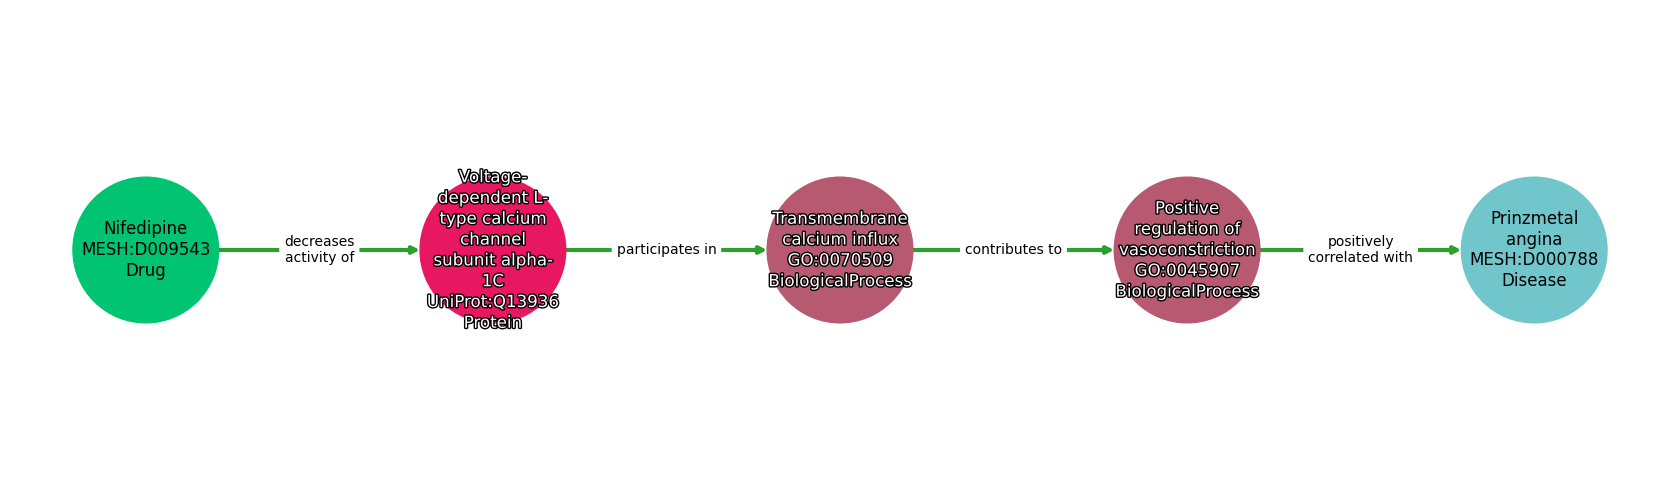 Nifedipine
MESH:D009543
Drug
decreases
activity of
Voltage-
dependent L-
type calcium
channel
subunit alpha-
1C
UniProt:Q13936
Protein
participates in
Transmembrane
calcium influx
GO:0070509
BiologicalProcess
contributes to
Positive
regulation of
vasoconstriction
GO:0045907
BiologicalProcess
positively
correlated with
Prinzmetal
angina
MESH:D000788
Disease